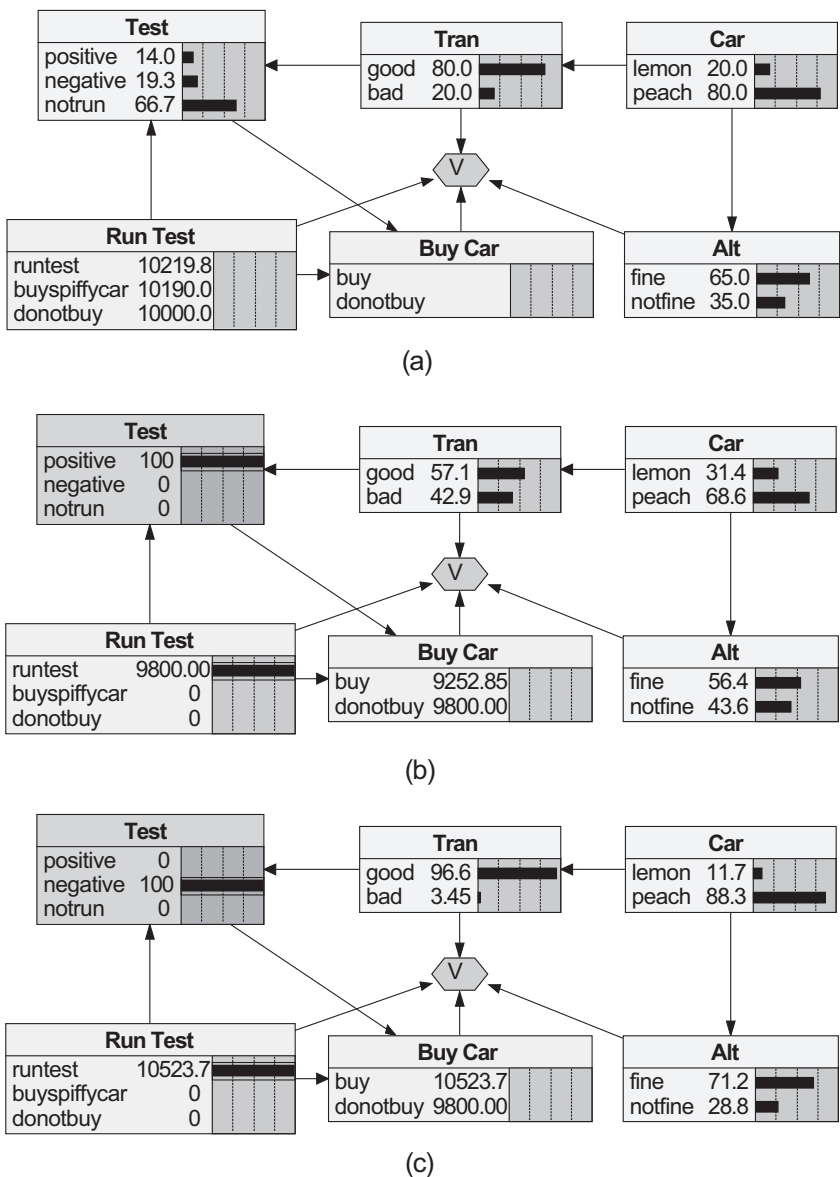 Test
positive 14.0
negative 19.3
notrun 66.7
Tran
good 80.0
bad 20.0
Car
lemon 20.0
peach 80.0
V
Run Test
runtest 10219.8
buyspiffycar 10190.0
donotbuy 10000.0
Buy Car
buy
donotbuy
Alt
fine 65.0
notfine 35.0
(a)
Test
positive 100
negative 0
notrun 0
Tran
good 57.1
bad 42.9
Car
lemon 31.4
peach 68.6
V
Run Test
runtest 9800.00
buyspiffycar 0
donotbuy 0
Buy Car
buy 9252.85
donotbuy 9800.00
Alt
fine 56.4
notfine 43.6
(b)
Test
positive 0
negative 100
notrun 0
Tran
good 96.6
bad 3.45
Car
lemon 11.7
peach 88.3
V
Run Test
runtest 10523.7
buyspiffycar 0
donotbuy 0
Buy Car
buy 10523.7
donotbuy 9800.00
Alt
fine 71.2
notfine 28.8
(c)